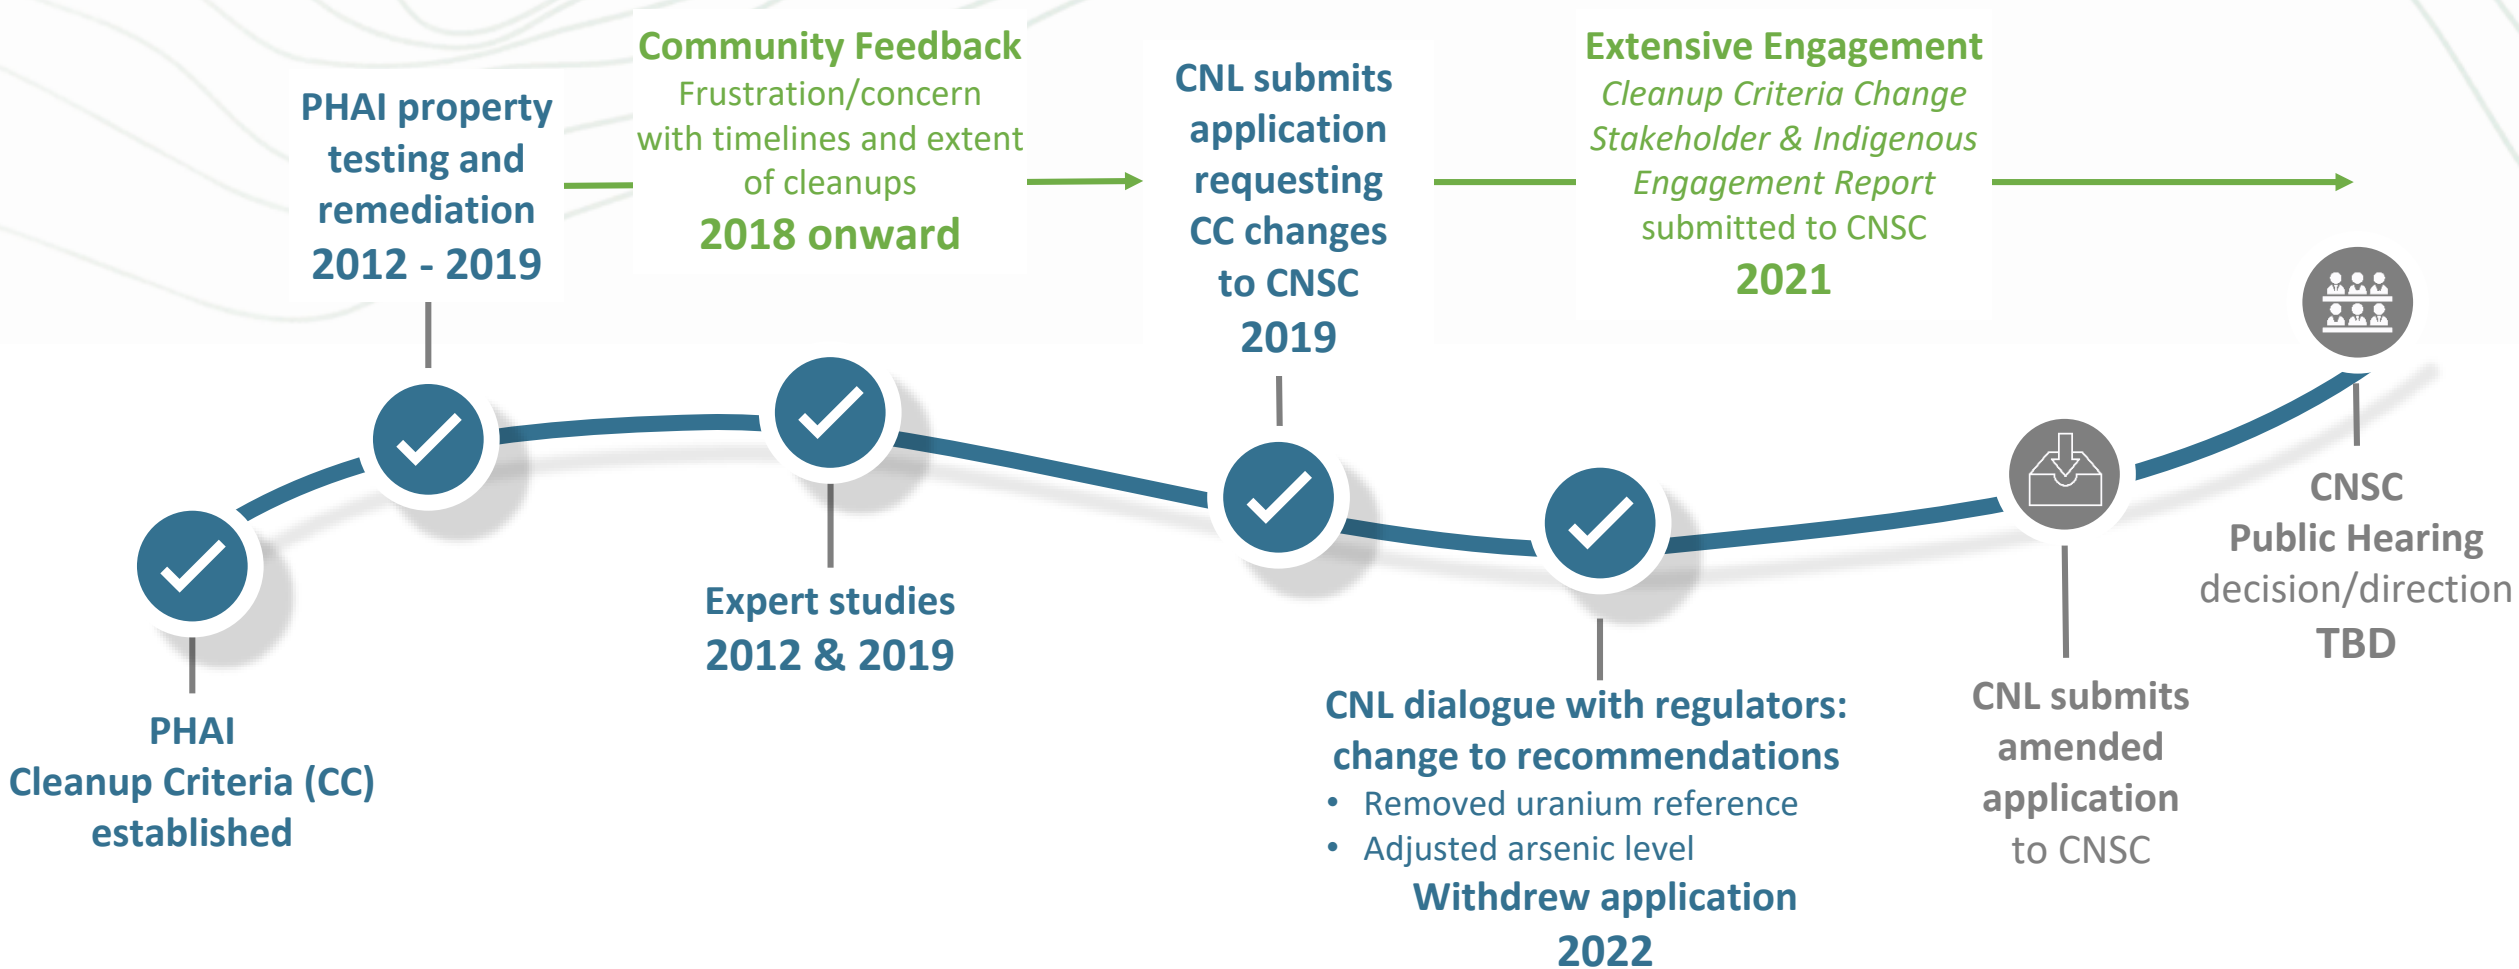 PHAI
Cleanup Criteria (CC)
established
PHAI property
testing and
remediation
2012 - 2019
Community Feedback
Frustration/concern
with timelines and extent
of cleanups
2018 onward
Expert studies
2012 & 2019
CNL submits
application
requesting
CC changes
to CNSC
2019
Extensive Engagement
Cleanup Criteria Change
Stakeholder & Indigenous
Engagement Report
submitted to CNSC
2021
CNL dialogue with regulators:
change to recommendations
• Removed uranium reference
• Adjusted arsenic level
Withdrew application
2022
CNL submits
amended
application
to CNSC
CNSC
Public Hearing
decision/direction
TBD